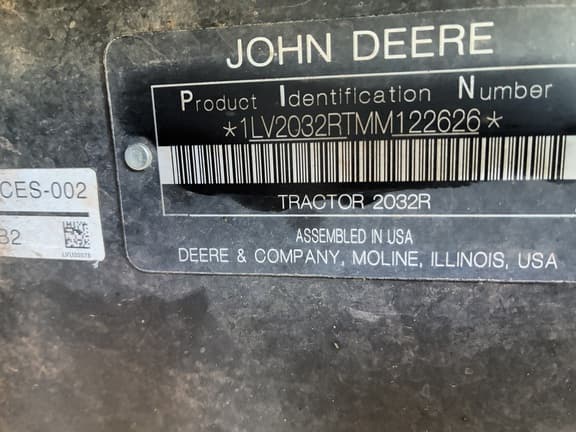 JOHN DEERE
Product Identification Number
*1LV2032RTMM122626*
TRACTOR 2032R
ASSEMBLED IN USA
DEERE & COMPANY, MOLINE, ILLINOIS, USA
CES-002
B2